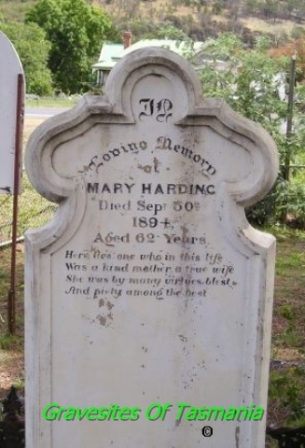 IN
Loving Memory
of
MARY HARDING
Died Sept 30th
1894
Aged 62 Years
Here lies one who in this life
Was a kind mother a true wife
She was by many virtues blest
And piety among the best
Gravesites Of Tasmania
©